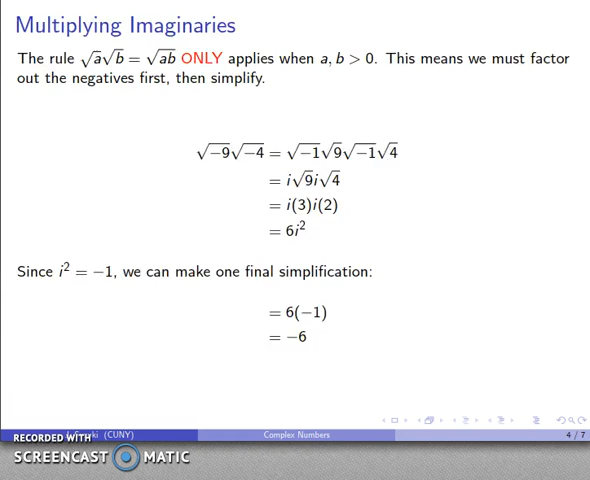 Multiplying Imaginaries
The rule √a√b = √ab ONLY applies when a, b > 0. This means we must factor
out the negatives first, then simplify.
√−9√−4 = √−1√9√−1√4
= i√9i√4
= i(3)i(2)
= 6i²
Since i² = −1, we can make one final simplification:
= 6(−1)
= −6
(CUNY) Complex Numbers 4 / 7
RECORDED WITH
SCREENCAST MATIC